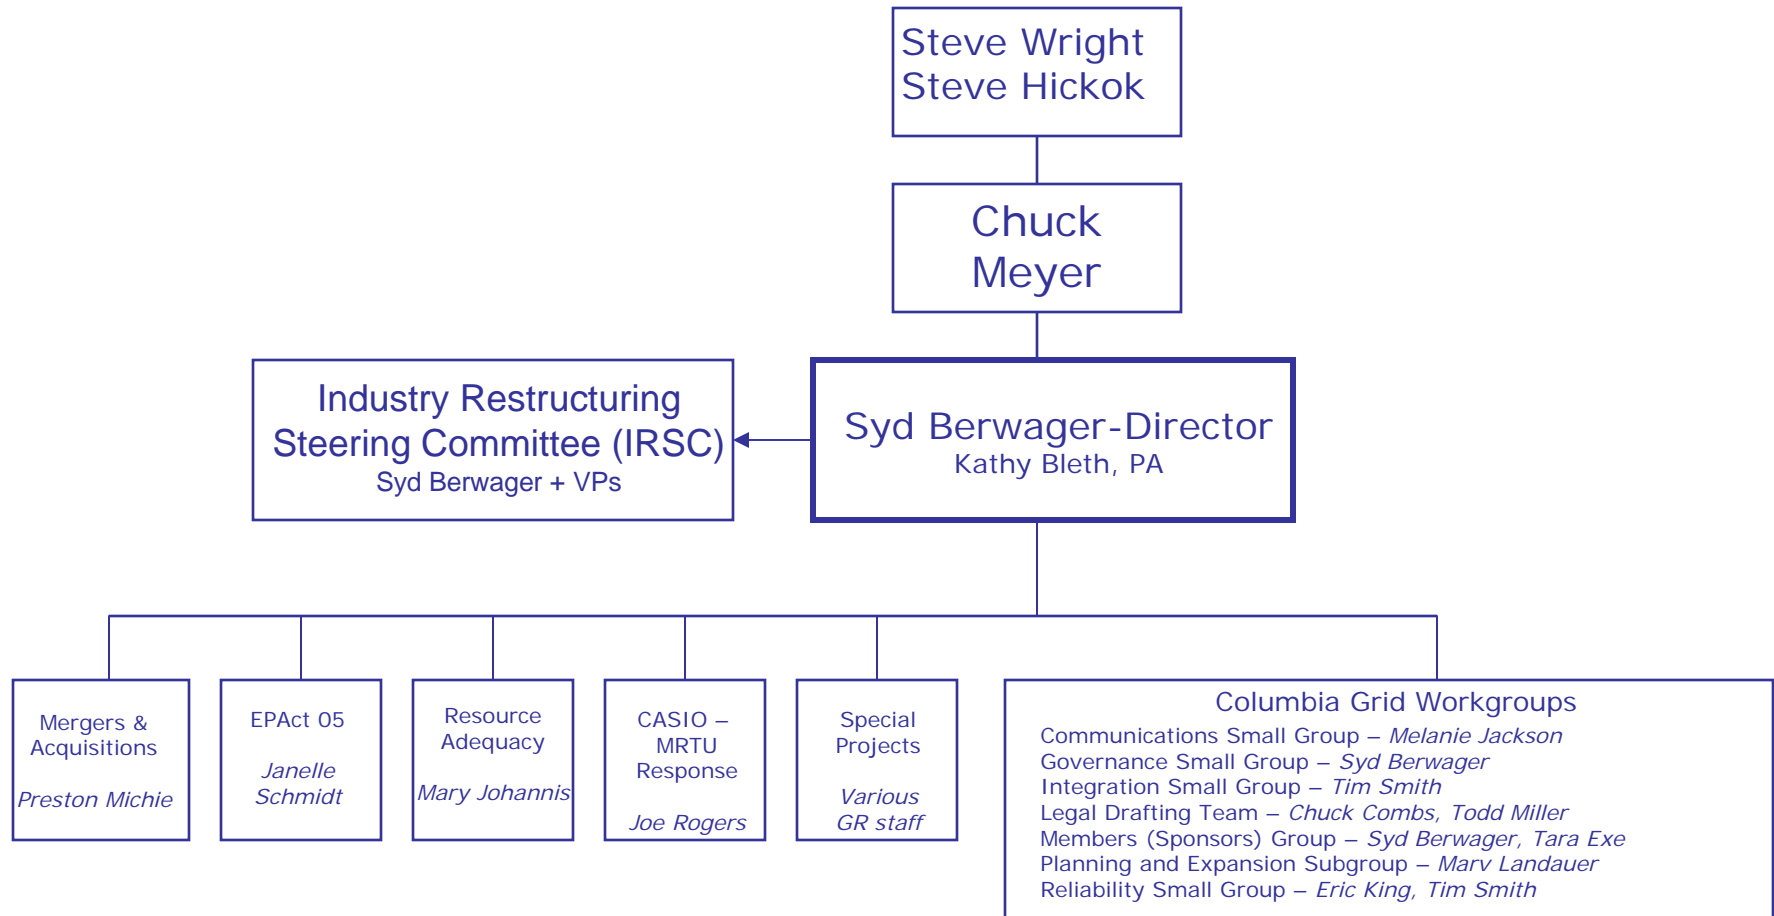 Steve Wright
Steve Hickok
Chuck
Meyer
Industry Restructuring
Steering Committee (IRSC)
Syd Berwager + VPs
Syd Berwager-Director
Kathy Bleth, PA
Mergers &
Acquisitions
Preston Michie
EPAct 05
Janelle
Schmidt
Resource
Adequacy
Mary Johannis
CASIO –
MRTU
Response
Joe Rogers
Special
Projects
Various
GR staff
Columbia Grid Workgroups
Communications Small Group – Melanie Jackson
Governance Small Group – Syd Berwager
Integration Small Group – Tim Smith
Legal Drafting Team – Chuck Combs, Todd Miller
Members (Sponsors) Group – Syd Berwager, Tara Exe
Planning and Expansion Subgroup – Marv Landauer
Reliability Small Group – Eric King, Tim Smith